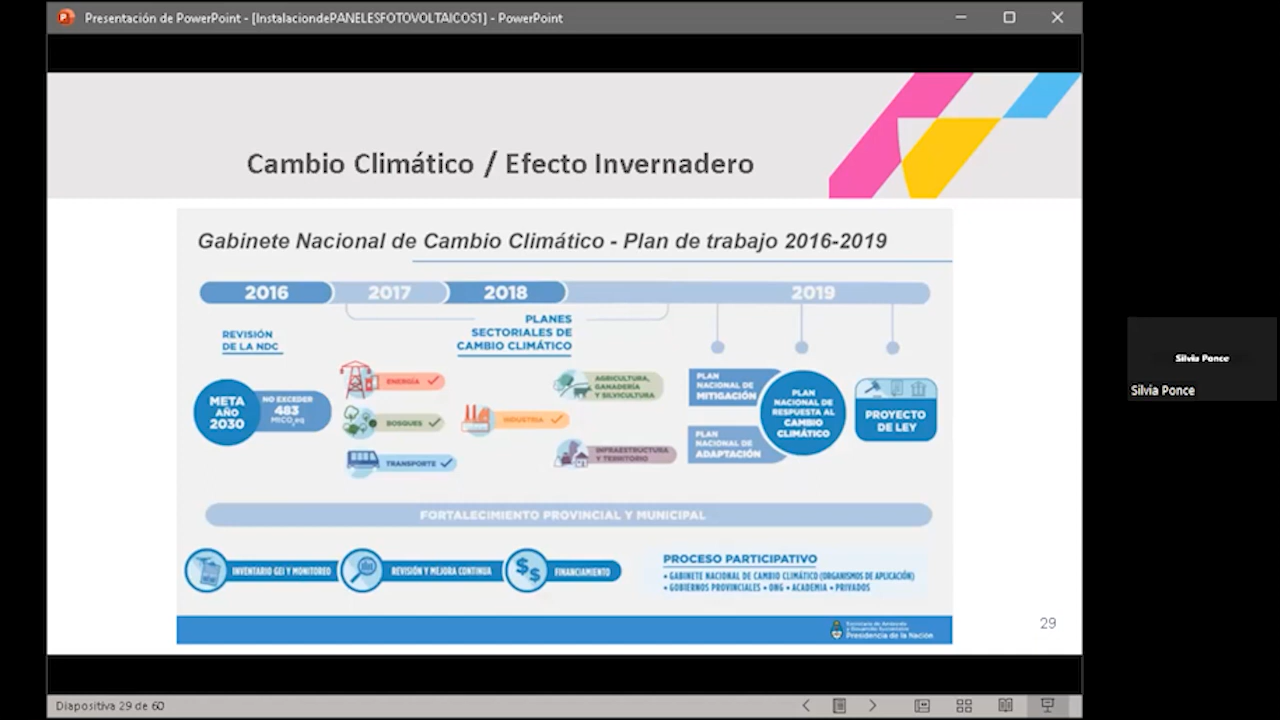 Presentación de PowerPoint - [InstalaciondePANELESFOTOVOLTAICOS1] - PowerPoint
Cambio Climático / Efecto Invernadero
Gabinete Nacional de Cambio Climático - Plan de trabajo 2016-2019
2016
2017
2018
2019
REVISIÓN
DE LA NDC
PLANES
SECTORIALES DE
CAMBIO CLIMÁTICO
META
AÑO
2030
NO EXCEDER
483
MtCO2eq
ENERGÍA
BOSQUES
TRANSPORTE
INDUSTRIA
AGRICULTURA,
GANADERÍA
Y SILVICULTURA
INFRAESTRUCTURA
Y TERRITORIO
PLAN
NACIONAL DE
MITIGACIÓN
PLAN
NACIONAL DE
ADAPTACIÓN
PLAN
NACIONAL DE
RESPUESTA AL
CAMBIO
CLIMÁTICO
PROYECTO
DE LEY
FORTALECIMIENTO PROVINCIAL Y MUNICIPAL
INVENTARIO GEI Y MONITOREO
REVISIÓN Y MEJORA CONTINUA
$$
FINANCIAMIENTO
PROCESO PARTICIPATIVO
• GABINETE NACIONAL DE CAMBIO CLIMÁTICO (ORGANISMOS DE APLICACIÓN)
• GOBIERNOS PROVINCIALES • ONG • ACADEMIA • PRIVADOS
Secretaría de Ambiente
y Desarrollo Sustentable
Presidencia de la Nación
29
Silvia Ponce
Silvia Ponce
Diapositiva 29 de 60